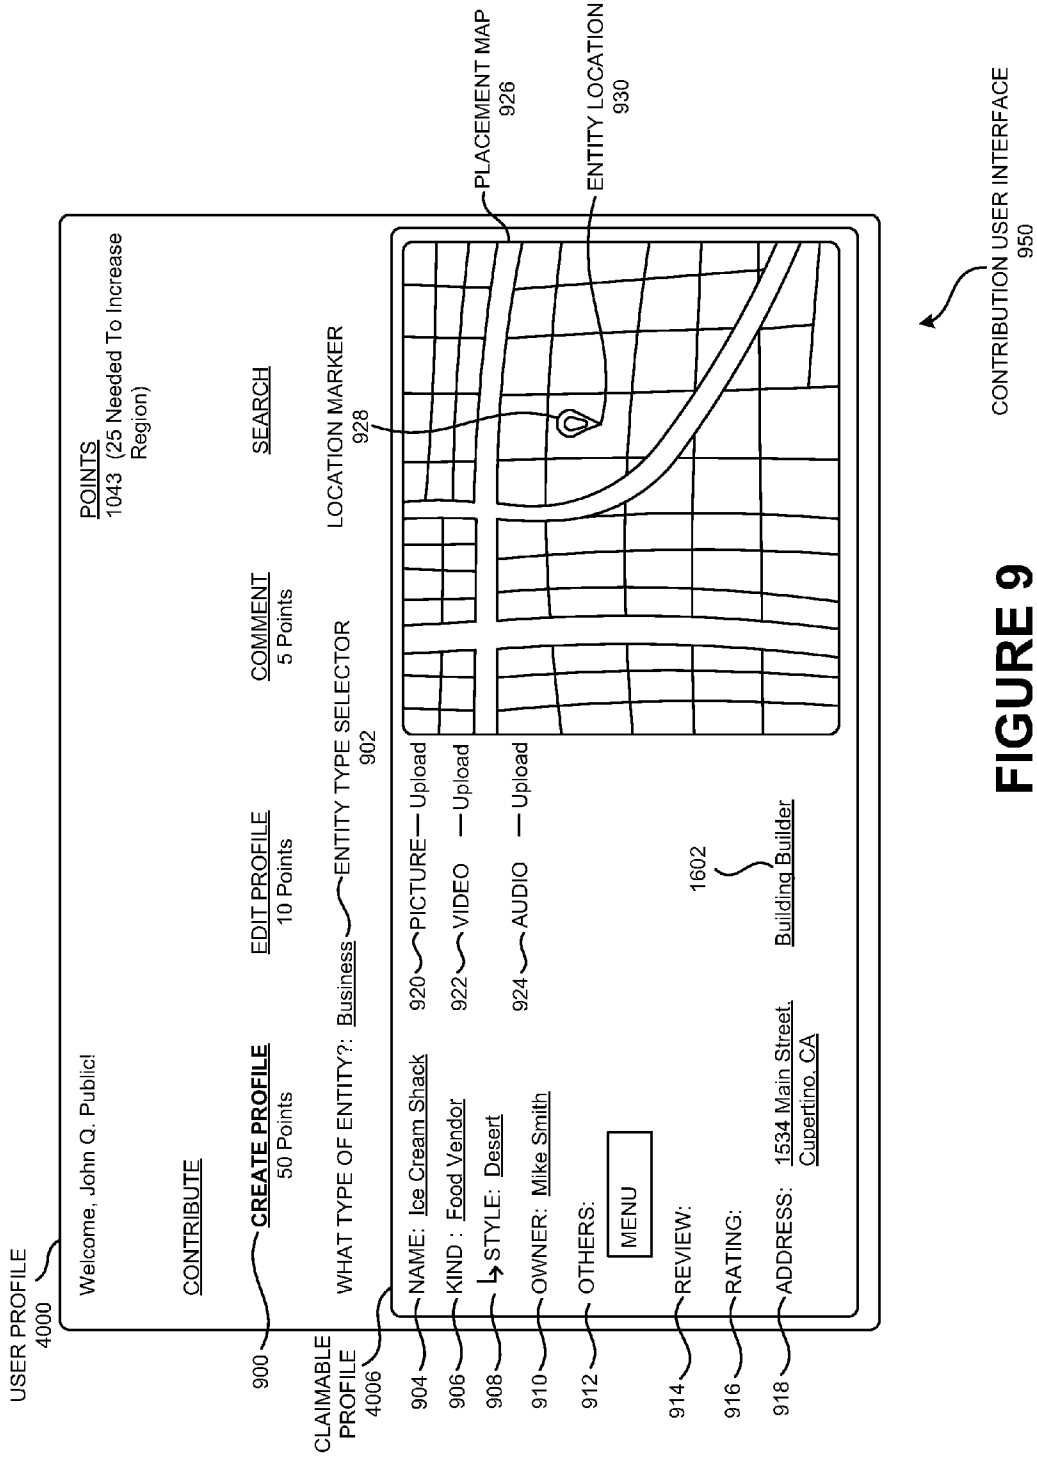 USER PROFILE
4000
Welcome, John Q. Public!
POINTS
1043 (25 Needed To Increase
Region)
CONTRIBUTE
900
CREATE PROFILE
50 Points
EDIT PROFILE
10 Points
COMMENT
5 Points
SEARCH
WHAT TYPE OF ENTITY?: Business
ENTITY TYPE SELECTOR
902
LOCATION MARKER
928
CLAIMABLE
PROFILE
4006
904 NAME: Ice Cream Shack
906 KIND : Food Vendor
908 STYLE: Desert
910 OWNER: Mike Smith
912 OTHERS:
MENU
914 REVIEW:
916 RATING:
918 ADDRESS: 1534 Main Street,
Cupertino, CA
920 PICTURE — Upload
922 VIDEO — Upload
924 AUDIO — Upload
1602
Building Builder
PLACEMENT MAP
926
ENTITY LOCATION
930
CONTRIBUTION USER INTERFACE
950
FIGURE 9